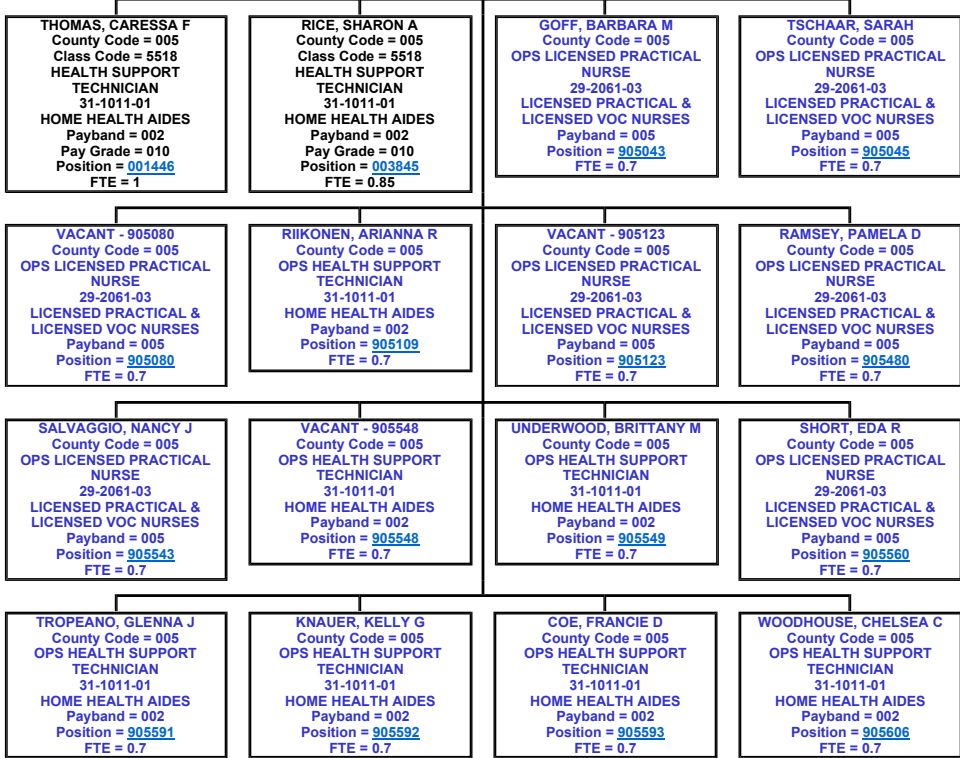 THOMAS, CARESSA F
County Code = 005
Class Code = 5518
HEALTH SUPPORT
TECHNICIAN
31-1011-01
HOME HEALTH AIDES
Payband = 002
Pay Grade = 010
Position = 001446
FTE = 1
RICE, SHARON A
County Code = 005
Class Code = 5518
HEALTH SUPPORT
TECHNICIAN
31-1011-01
HOME HEALTH AIDES
Payband = 002
Pay Grade = 010
Position = 003845
FTE = 0.85
GOFF, BARBARA M
County Code = 005
OPS LICENSED PRACTICAL
NURSE
29-2061-03
LICENSED PRACTICAL &
LICENSED VOC NURSES
Payband = 005
Position = 905043
FTE = 0.7
TSCHAAR, SARAH
County Code = 005
OPS LICENSED PRACTICAL
NURSE
29-2061-03
LICENSED PRACTICAL &
LICENSED VOC NURSES
Payband = 005
Position = 905045
FTE = 0.7
VACANT - 905080
County Code = 005
OPS LICENSED PRACTICAL
NURSE
29-2061-03
LICENSED PRACTICAL &
LICENSED VOC NURSES
Payband = 005
Position = 905080
FTE = 0.7
RIIKONEN, ARIANNA R
County Code = 005
OPS HEALTH SUPPORT
TECHNICIAN
31-1011-01
HOME HEALTH AIDES
Payband = 002
Position = 905109
FTE = 0.7
VACANT - 905123
County Code = 005
OPS LICENSED PRACTICAL
NURSE
29-2061-03
LICENSED PRACTICAL &
LICENSED VOC NURSES
Payband = 005
Position = 905123
FTE = 0.7
RAMSEY, PAMELA D
County Code = 005
OPS LICENSED PRACTICAL
NURSE
29-2061-03
LICENSED PRACTICAL &
LICENSED VOC NURSES
Payband = 005
Position = 905480
FTE = 0.7
SALVAGGIO, NANCY J
County Code = 005
OPS LICENSED PRACTICAL
NURSE
29-2061-03
LICENSED PRACTICAL &
LICENSED VOC NURSES
Payband = 005
Position = 905543
FTE = 0.7
VACANT - 905548
County Code = 005
OPS HEALTH SUPPORT
TECHNICIAN
31-1011-01
HOME HEALTH AIDES
Payband = 002
Position = 905548
FTE = 0.7
UNDERWOOD, BRITTANY M
County Code = 005
OPS HEALTH SUPPORT
TECHNICIAN
31-1011-01
HOME HEALTH AIDES
Payband = 002
Position = 905549
FTE = 0.7
SHORT, EDA R
County Code = 005
OPS LICENSED PRACTICAL
NURSE
29-2061-03
LICENSED PRACTICAL &
LICENSED VOC NURSES
Payband = 005
Position = 905560
FTE = 0.7
TROPEANO, GLENNA J
County Code = 005
OPS HEALTH SUPPORT
TECHNICIAN
31-1011-01
HOME HEALTH AIDES
Payband = 002
Position = 905591
FTE = 0.7
KNAUER, KELLY G
County Code = 005
OPS HEALTH SUPPORT
TECHNICIAN
31-1011-01
HOME HEALTH AIDES
Payband = 002
Position = 905592
FTE = 0.7
COE, FRANCIE D
County Code = 005
OPS HEALTH SUPPORT
TECHNICIAN
31-1011-01
HOME HEALTH AIDES
Payband = 002
Position = 905593
FTE = 0.7
WOODHOUSE, CHELSEA C
County Code = 005
OPS HEALTH SUPPORT
TECHNICIAN
31-1011-01
HOME HEALTH AIDES
Payband = 002
Position = 905606
FTE = 0.7